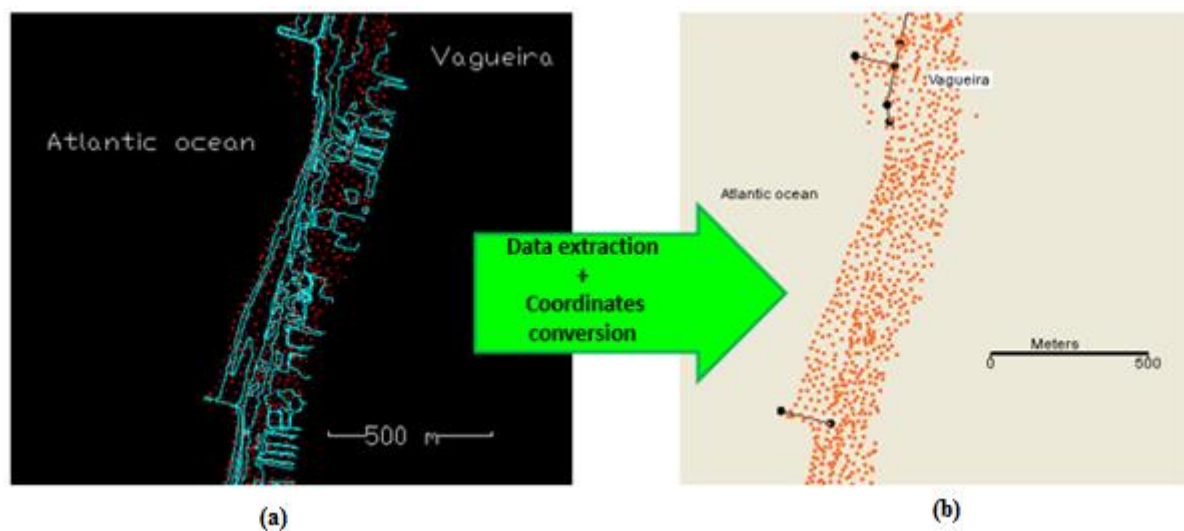 Vagueira
Atlantic ocean
500 m
(a)
Data extraction
+
Coordinates
conversion
Vagueira
Atlantic ocean
Meters
0 500
(b)